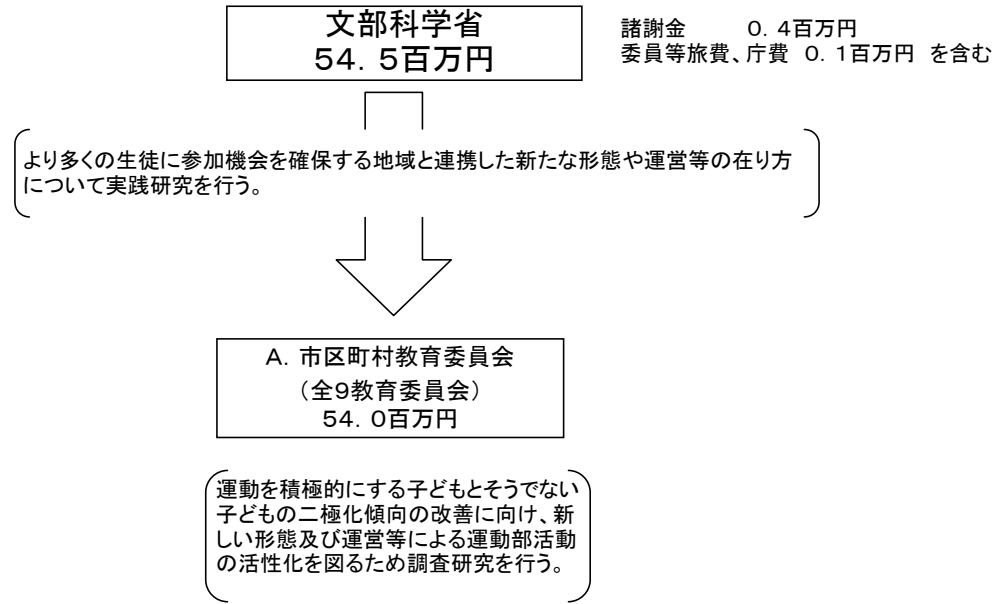 文部科学省
54．5百万円
諸謝金　　　0．4百万円
委員等旅費、庁費　0．1百万円　を含む
より多くの生徒に参加機会を確保する地域と連携した新たな形態や運営等の在り方
について実践研究を行う。
A．市区町村教育委員会
（全9教育委員会）
54．0百万円
運動を積極的にする子どもとそうでない
子どもの二極化傾向の改善に向け、新
しい形態及び運営等による運動部活動
の活性化を図るため調査研究を行う。